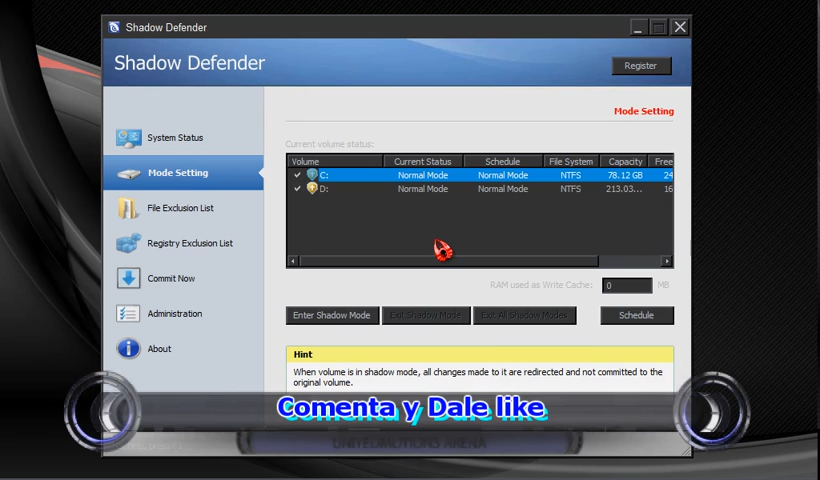 Shadow Defender
Shadow Defender
Register
Mode Setting
System Status
Mode Setting
File Exclusion List
Registry Exclusion List
Commit Now
Administration
About
Current volume status:
Volume Current Status Schedule File System Capacity Free
C: Normal Mode Normal Mode NTFS 78.12 GB 24
D: Normal Mode Normal Mode NTFS 213.03... 16
RAM used as Write Cache: 0 MB
Enter Shadow Mode Exit Shadow Mode Exit All Shadow Modes Schedule
Hint
When volume is in shadow mode, all changes made to it are redirected and not committed to the
original volume.
Comenta y Dale like
UNITEDMOTIONS ARENA